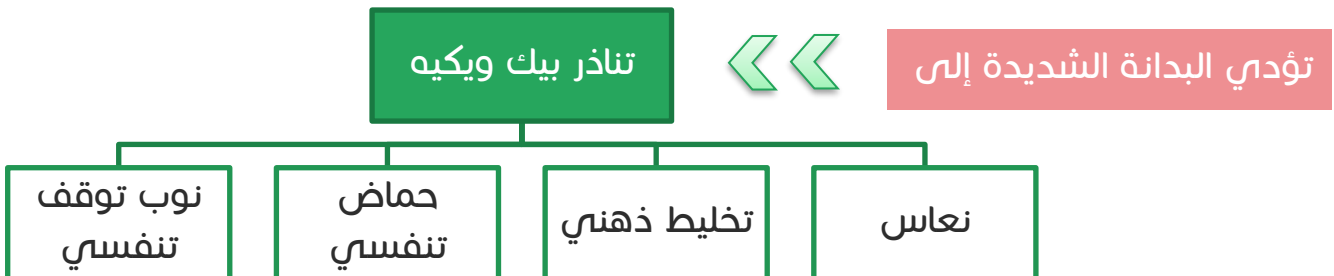 تؤدي البدانة الشديدة إلى
تناذر بيك ويكيه
نعاس
تخليط ذهني
حماض
تنفسي
نوب توقف
تنفسي